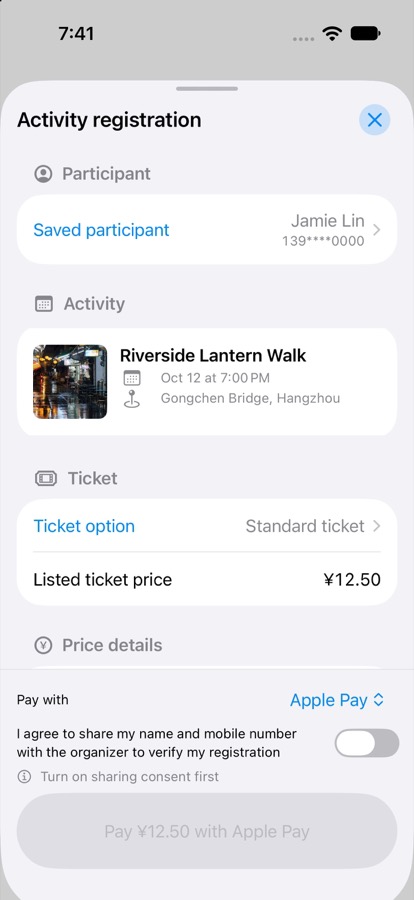 7:41
Activity registration
Participant
Saved participant
Jamie Lin
139****0000
Activity
Riverside Lantern Walk
Oct 12 at 7:00 PM
Gongchen Bridge, Hangzhou
Ticket
Ticket option
Standard ticket
Listed ticket price
¥12.50
Price details
Pay with
Apple Pay
I agree to share my name and mobile number
with the organizer to verify my registration
Turn on sharing consent first
Pay ¥12.50 with Apple Pay